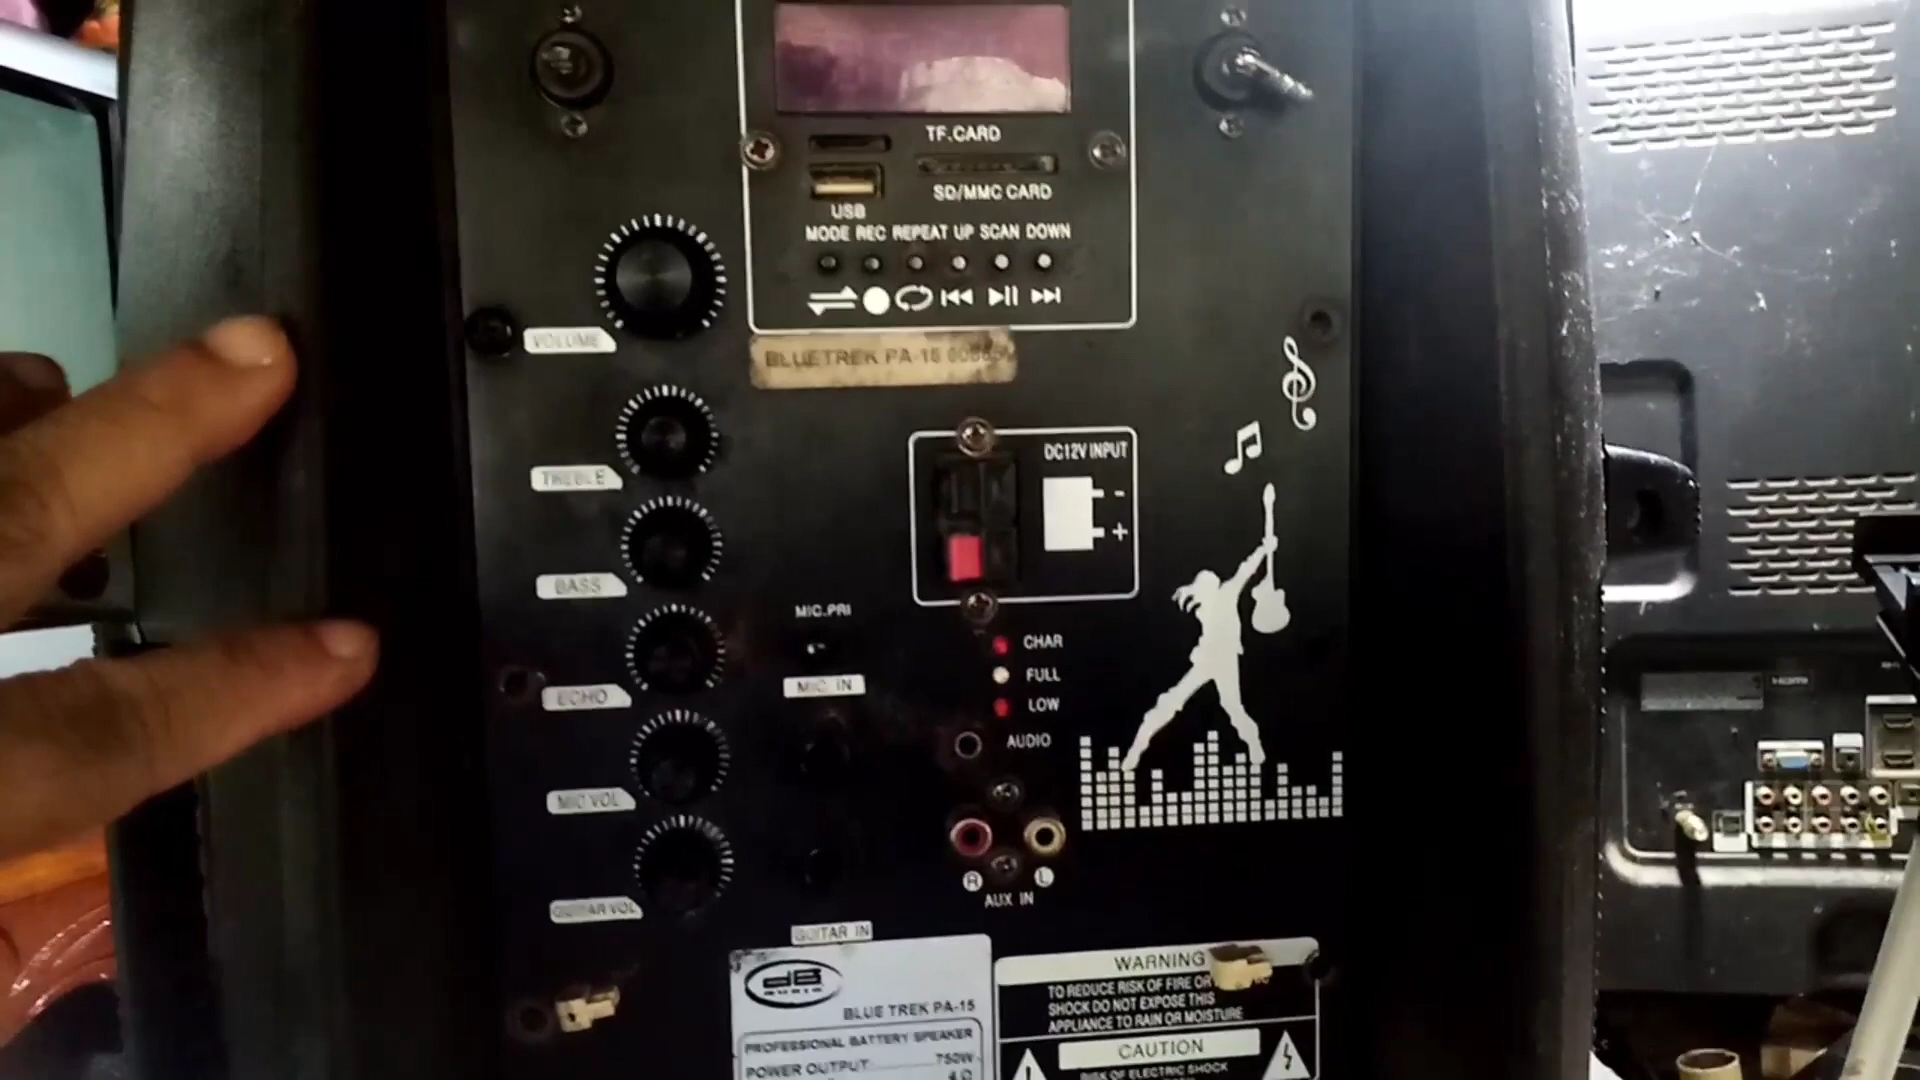 TF.CARD
SD/MMC CARD
USB
MODE REC REPEAT UP SCAN DOWN
VOLUME
BLUETREK PA-15
TREBLE
DC12V INPUT
-
+
BASS
MIC.PRI
CHAR
ECHO
MIC IN
FULL
LOW
AUDIO
MIC VOL
R
L
AUX IN
GUITAR VOL
GUITAR IN
dB
AUDIO
BLUE TREK PA-15
PROFESSIONAL BATTERY SPEAKER
POWER OUTPUT 750W
4 Ω
WARNING
TO REDUCE RISK OF FIRE OR
SHOCK DO NOT EXPOSE THIS
APPLIANCE TO RAIN OR MOISTURE
CAUTION
RISK OF ELECTRIC SHOCK